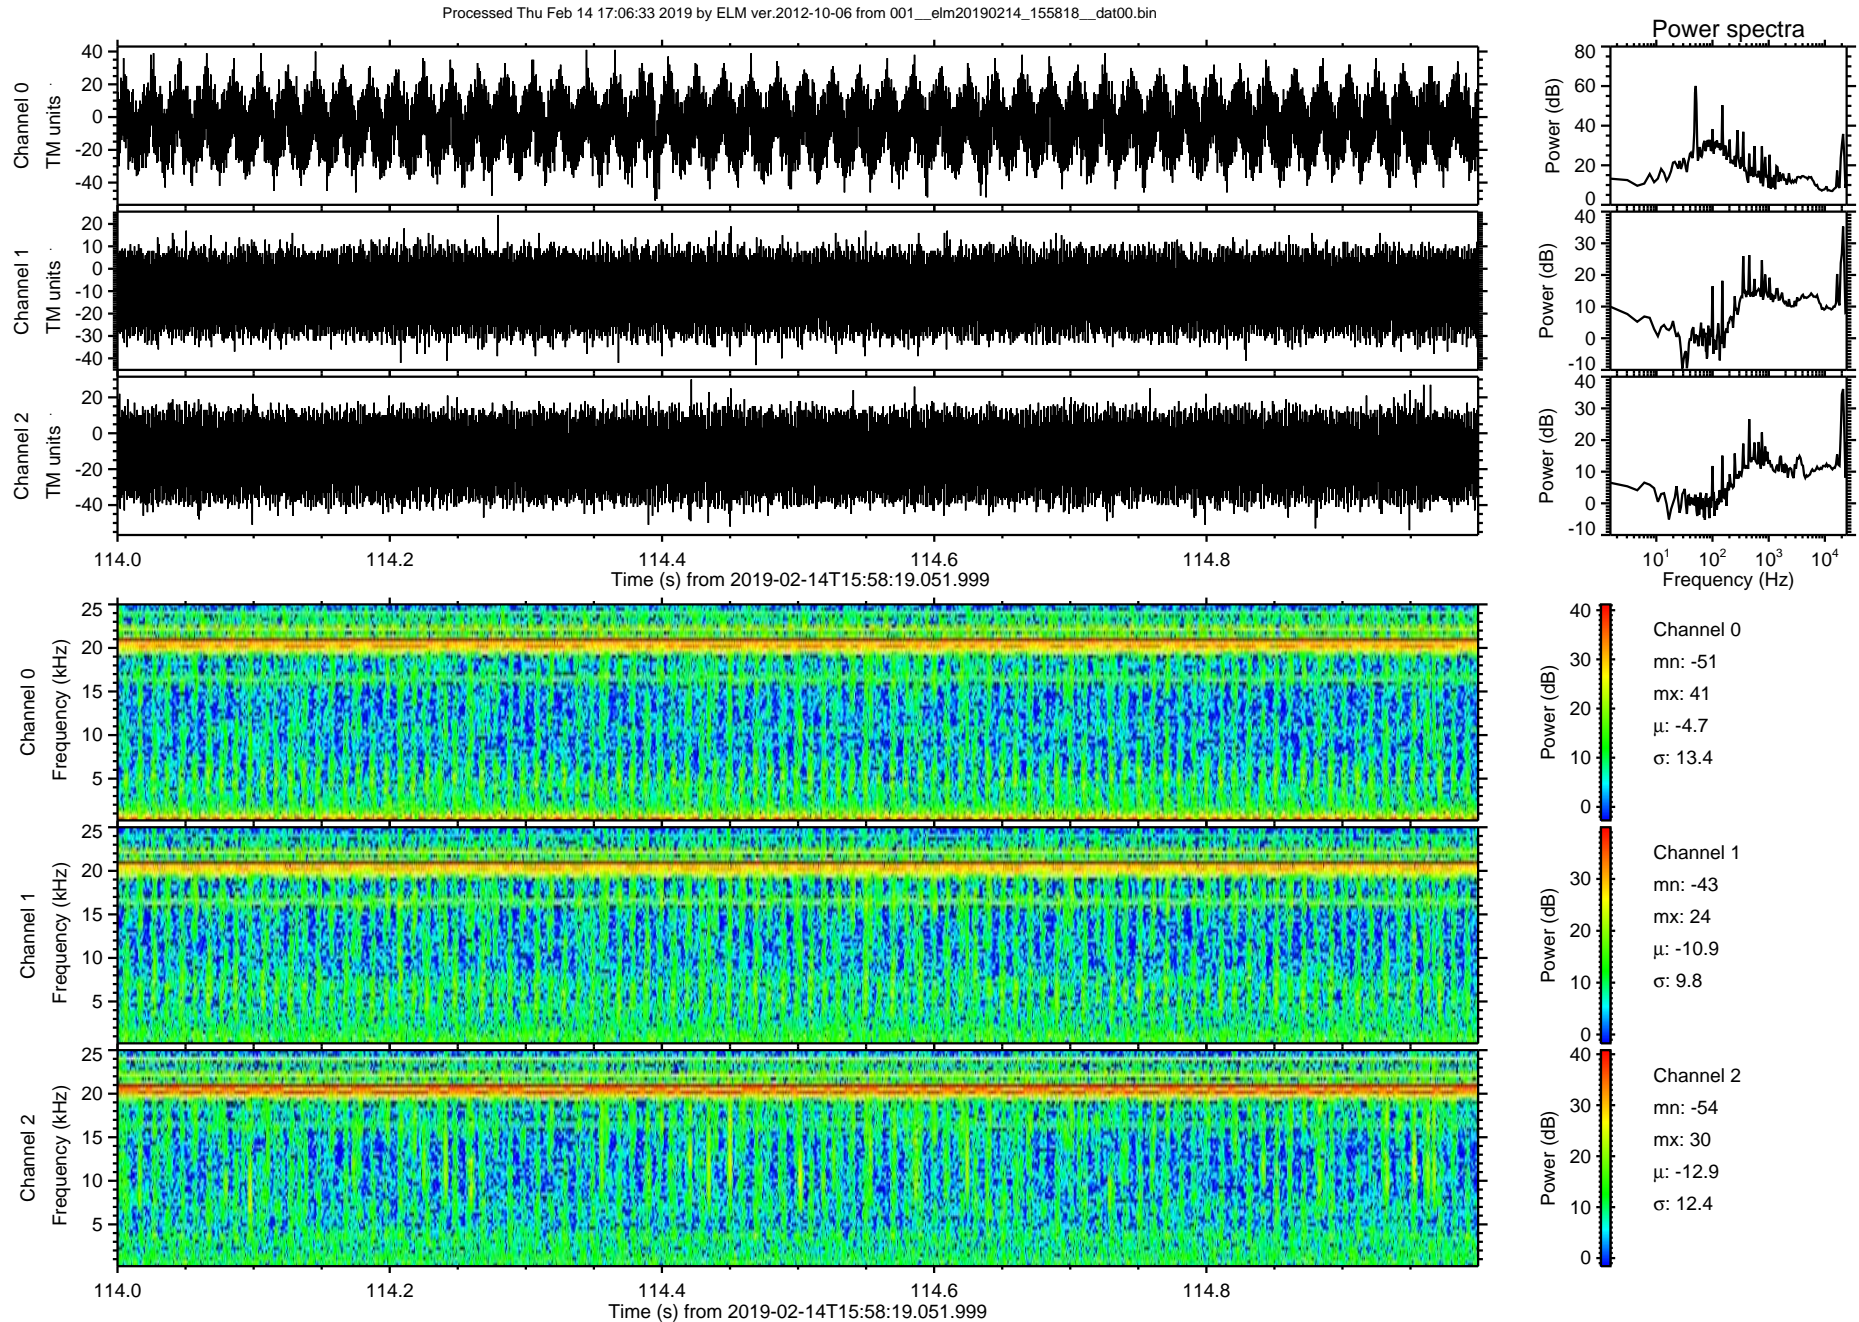 Processed Thu Feb 14 17:06:33 2019 by ELM ver.2012-10-06 from 001__elm20190214_155818__dat00.bin
Power spectra
Channel 0
TM units
40
20
0
-20
-40
Power (dB)
80
60
40
20
0
Channel 1
TM units
20
10
0
-10
-20
-30
-40
Power (dB)
40
30
20
10
0
-10
Channel 2
TM units
20
0
-20
-40
Power (dB)
40
30
20
10
0
-10
114.0 114.2 114.4 114.6 114.8
Time (s) from 2019-02-14T15:58:19.051.999
10¹ 10² 10³ 10⁴
Frequency (Hz)
Channel 0
Frequency (kHz)
25
20
15
10
5
Power (dB)
40
30
20
10
0
Channel 0
mn: -51
mx: 41
μ: -4.7
σ: 13.4
Channel 1
Frequency (kHz)
25
20
15
10
5
Power (dB)
30
20
10
0
Channel 1
mn: -43
mx: 24
μ: -10.9
σ: 9.8
Channel 2
Frequency (kHz)
25
20
15
10
5
Power (dB)
40
30
20
10
0
Channel 2
mn: -54
mx: 30
μ: -12.9
σ: 12.4
114.0 114.2 114.4 114.6 114.8
Time (s) from 2019-02-14T15:58:19.051.999